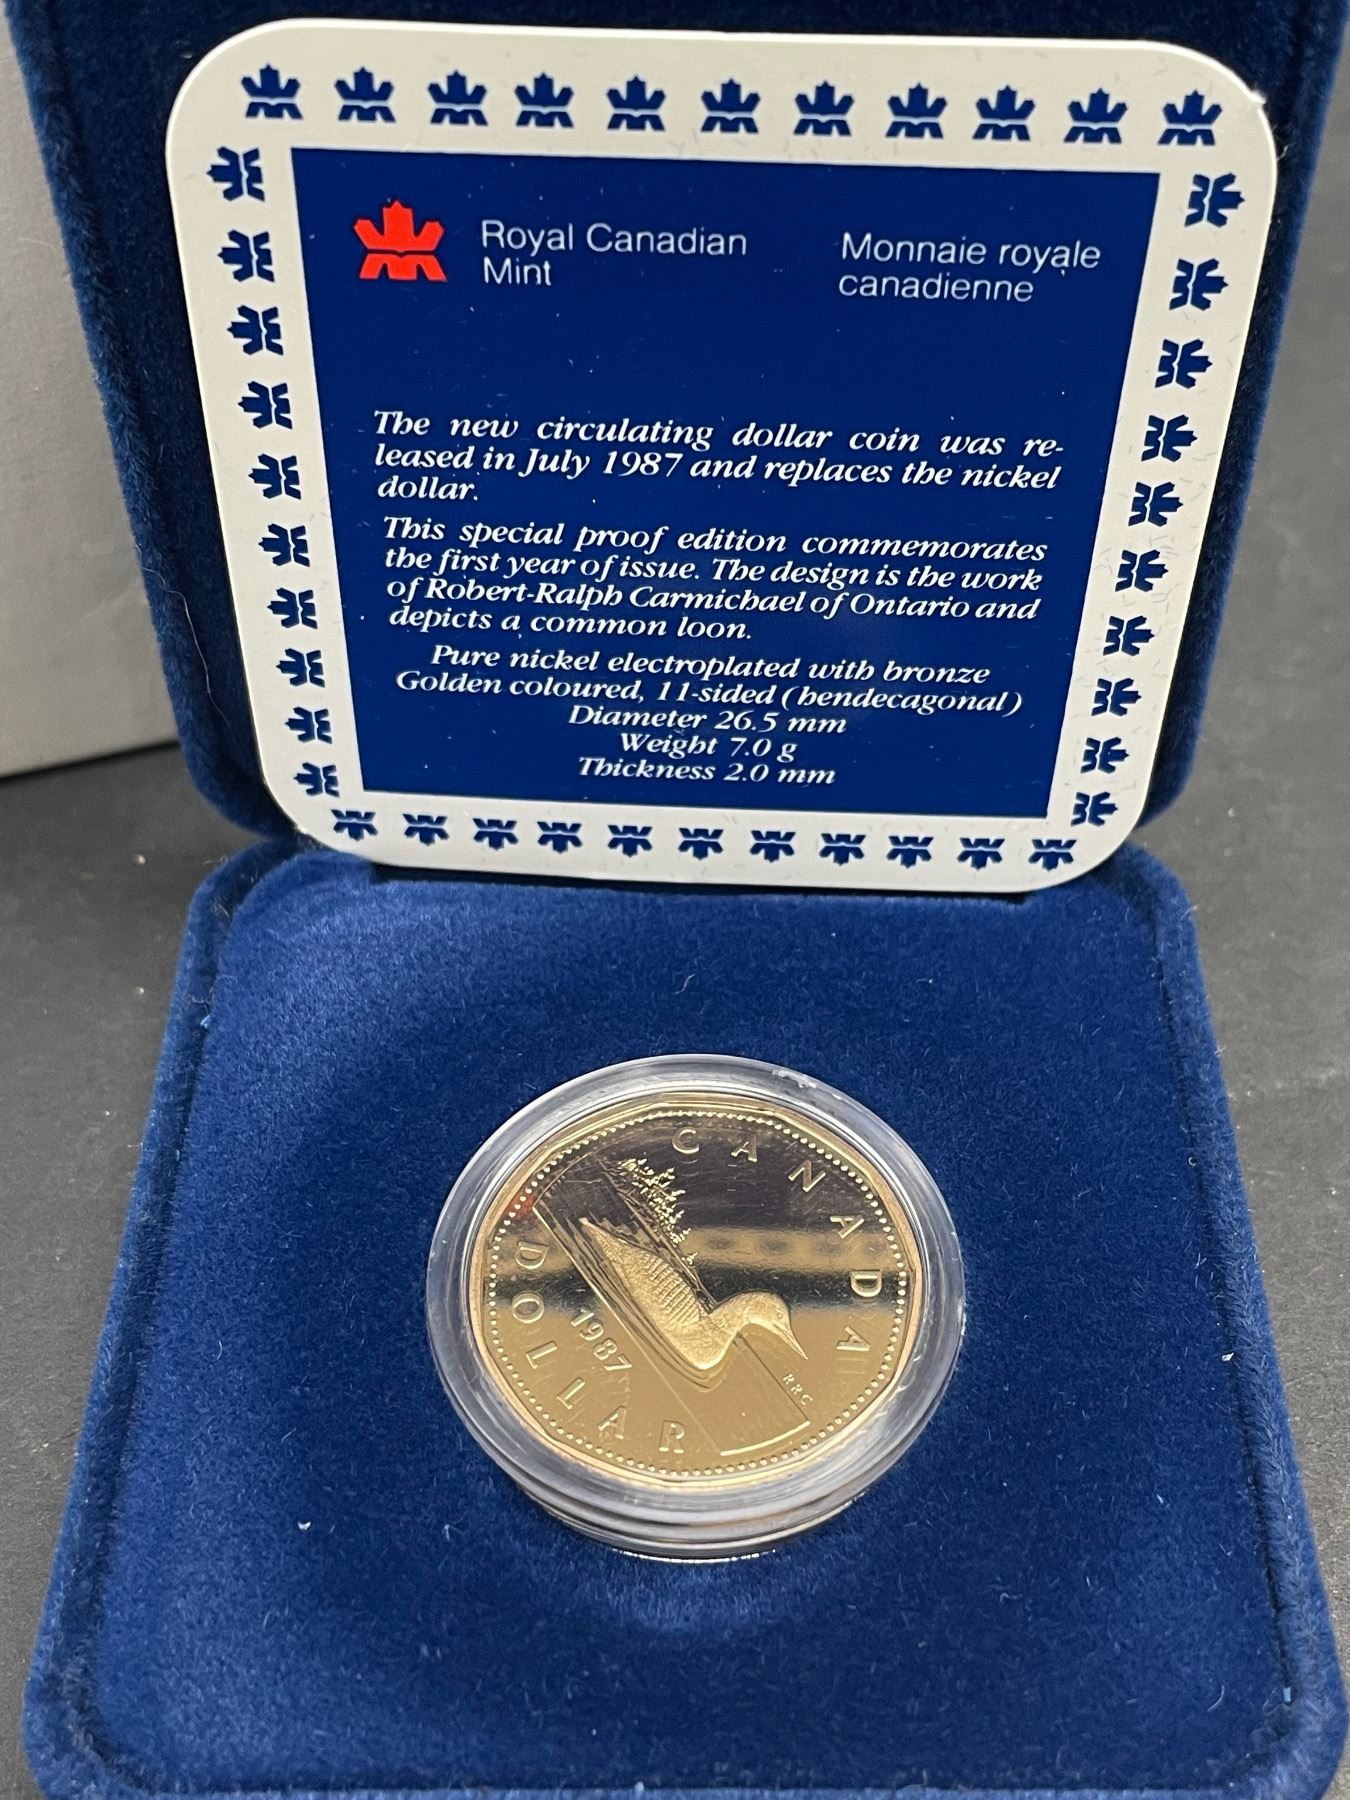 Royal Canadian
Mint
Monnaie royale
canadienne
The new circulating dollar coin was re-
leased in July 1987 and replaces the nickel
dollar.
This special proof edition commemorates
the first year of issue. The design is the work
of Robert-Ralph Carmichael of Ontario and
depicts a common loon.
Pure nickel electroplated with bronze
Golden coloured, 11-sided (hendecagonal)
Diameter 26.5 mm
Weight 7.0 g
Thickness 2.0 mm
CANADA
1987
RRC
DOLLAR